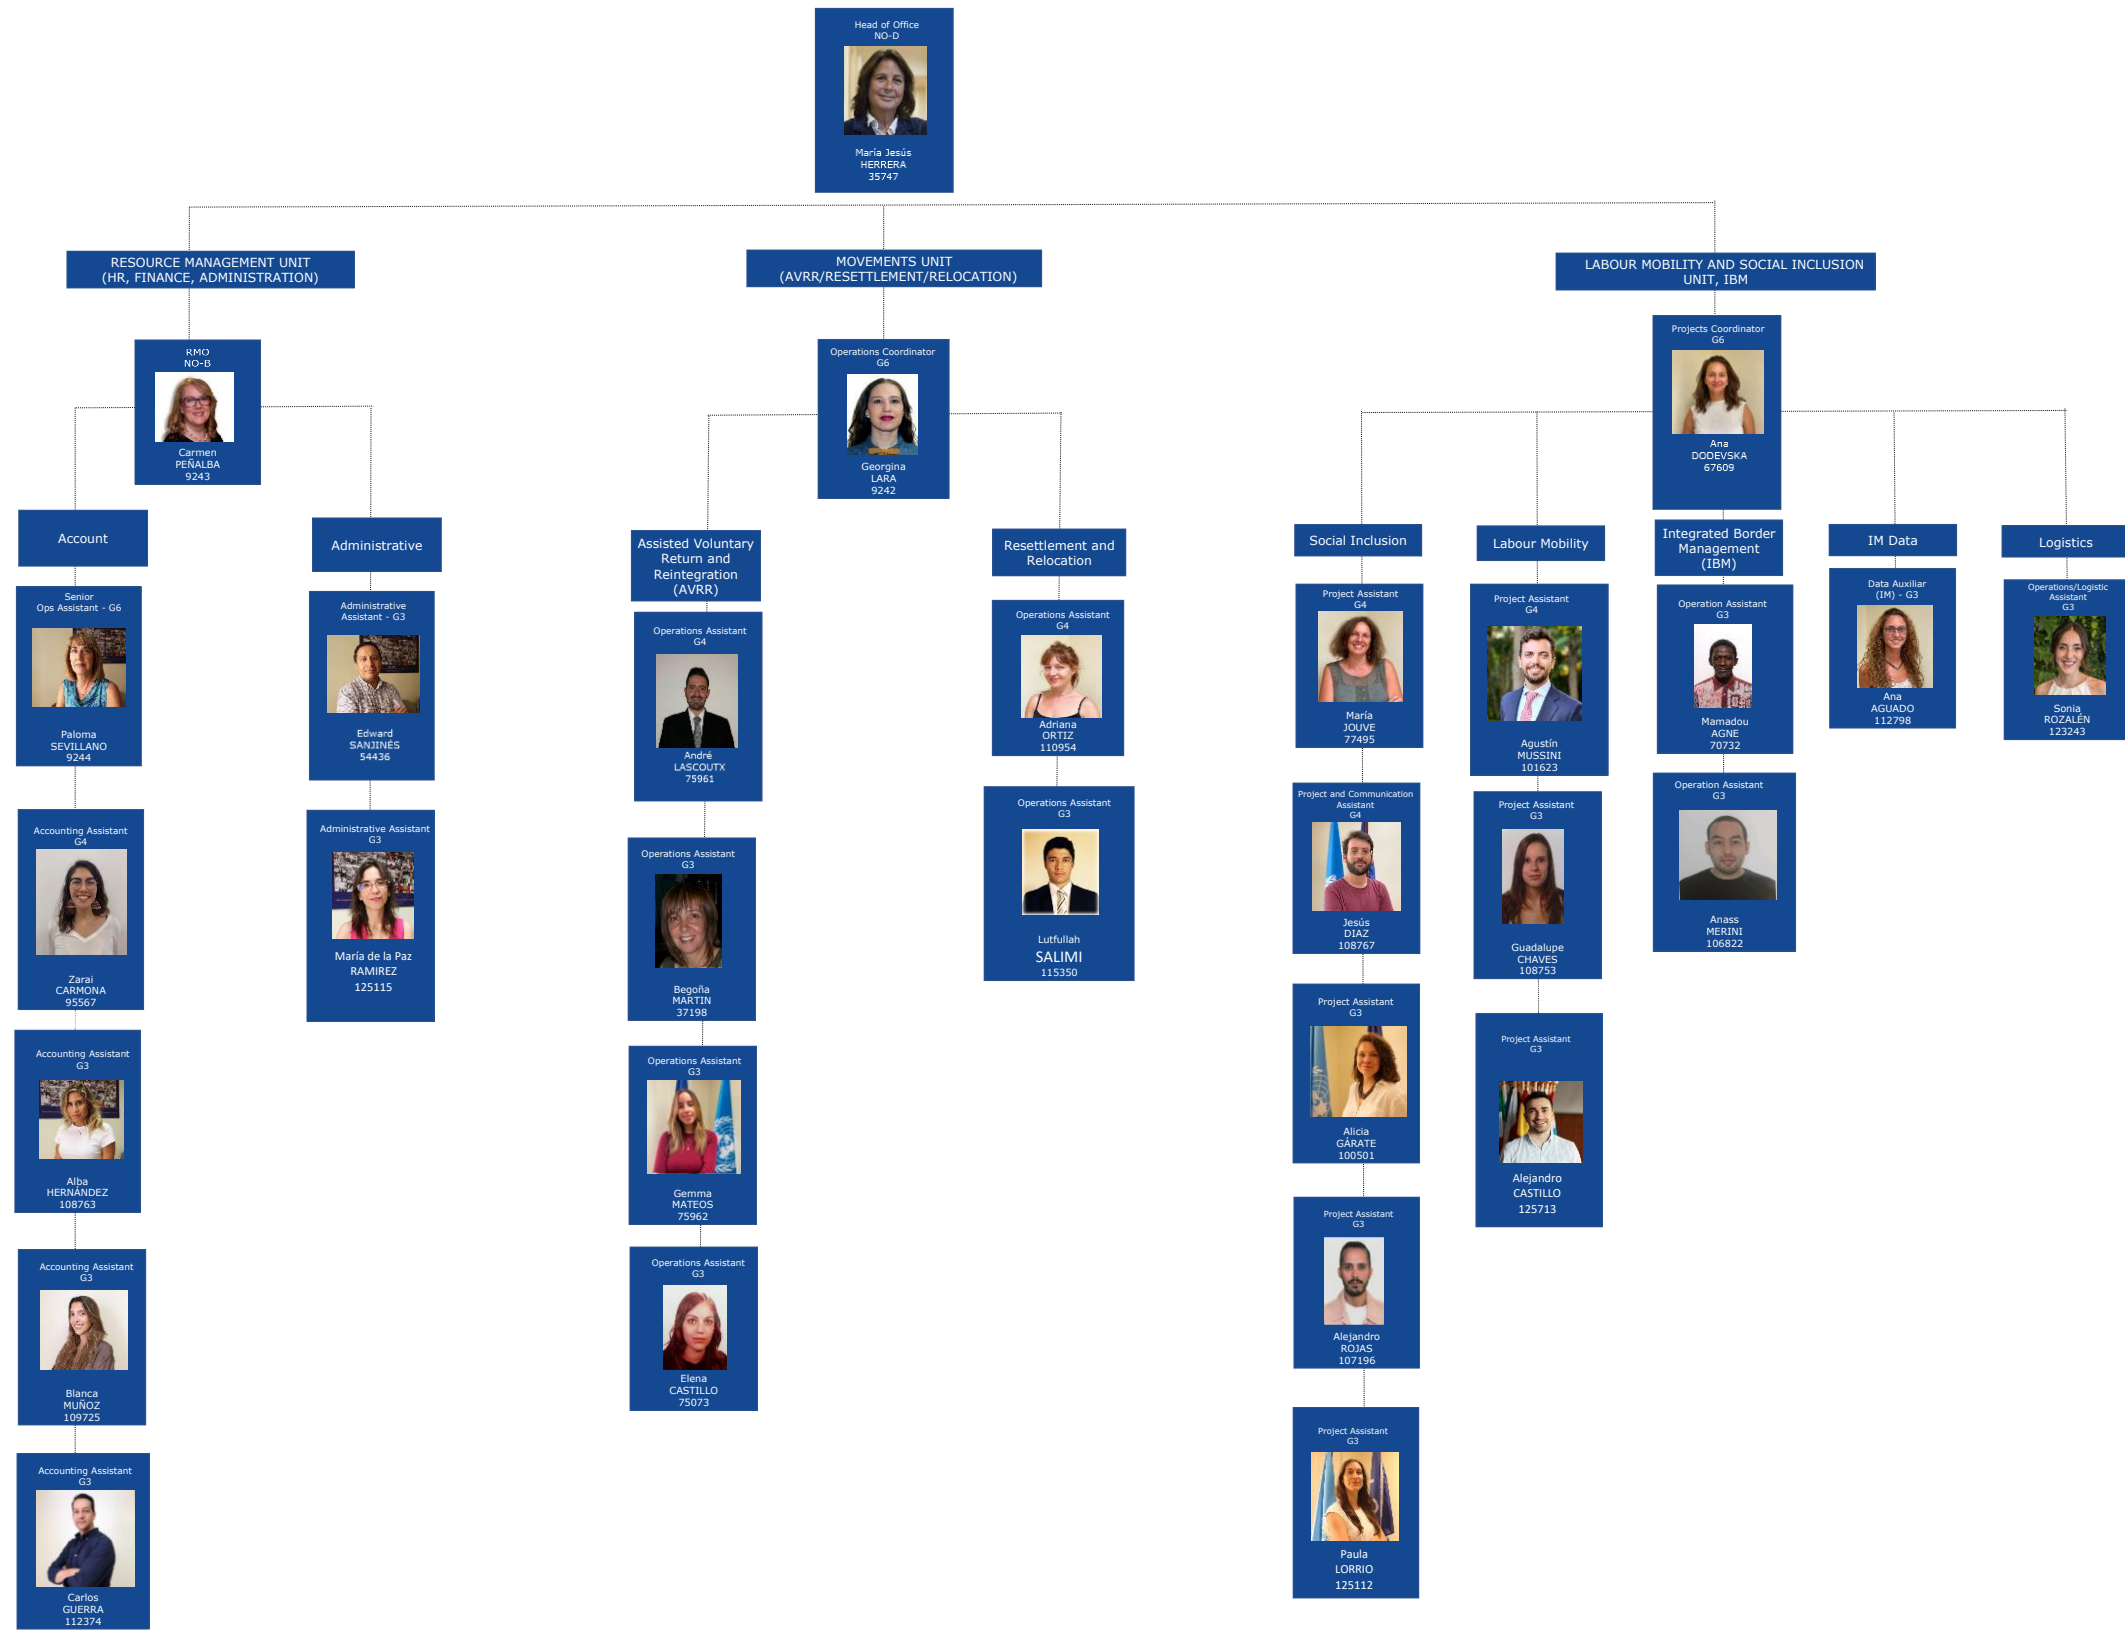 Head of Office
NO-D
María Jesús
HERRERA
35747
RESOURCE MANAGEMENT UNIT
(HR, FINANCE, ADMINISTRATION)
MOVEMENTS UNIT
(AVRR/RESETTLEMENT/RELOCATION)
LABOUR MOBILITY AND SOCIAL INCLUSION
UNIT, IBM
RMO
NO-B
Carmen
PEÑALBA
9243
Operations Coordinator
G6
Georgina
LARA
9242
Projects Coordinator
G6
Ana
DODEVSKA
67609
Account
Senior
Ops Assistant - G6
Paloma
SEVILLANO
9244
Accounting Assistant
G4
Zarai
CARMONA
95567
Accounting Assistant
G3
Alba
HERNÁNDEZ
108763
Accounting Assistant
G3
Blanca
MUÑOZ
109725
Accounting Assistant
G3
Carlos
GUERRA
112374
Administrative
Administrative
Assistant - G3
Edward
SANJINÉS
54436
Administrative Assistant
G3
María de la Paz
RAMIREZ
125115
Assisted Voluntary
Return and
Reintegration
(AVRR)
Operations Assistant
G4
André
LASCOUTX
75961
Operations Assistant
G3
Begoña
MARTIN
37198
Operations Assistant
G3
Gemma
MATEOS
75962
Operations Assistant
G3
Elena
CASTILLO
75073
Resettlement and
Relocation
Operations Assistant
G4
Adriana
ORTIZ
110954
Operations Assistant
G3
Lutfullah
SALIMI
115350
Social Inclusion
Project Assistant
G4
María
JOUVE
77495
Project and Communication
Assistant
G4
Jesús
DIAZ
108767
Project Assistant
G3
Alicia
GÁRATE
100501
Project Assistant
G3
Alejandro
ROJAS
107196
Project Assistant
G3
Paula
LORRIO
125112
Labour Mobility
Project Assistant
G4
Agustín
MUSSINI
101623
Project Assistant
G3
Guadalupe
CHAVES
108753
Project Assistant
G3
Alejandro
CASTILLO
125713
Integrated Border
Management
(IBM)
Operation Assistant
G3
Mamadou
AGNE
70732
Operation Assistant
G3
Anass
MERINI
106822
IM Data
Data Auxiliar
(IM) - G3
Ana
AGUADO
112798
Logistics
Operations/Logistic
Assistant
G3
Sonia
ROZALÉN
123243